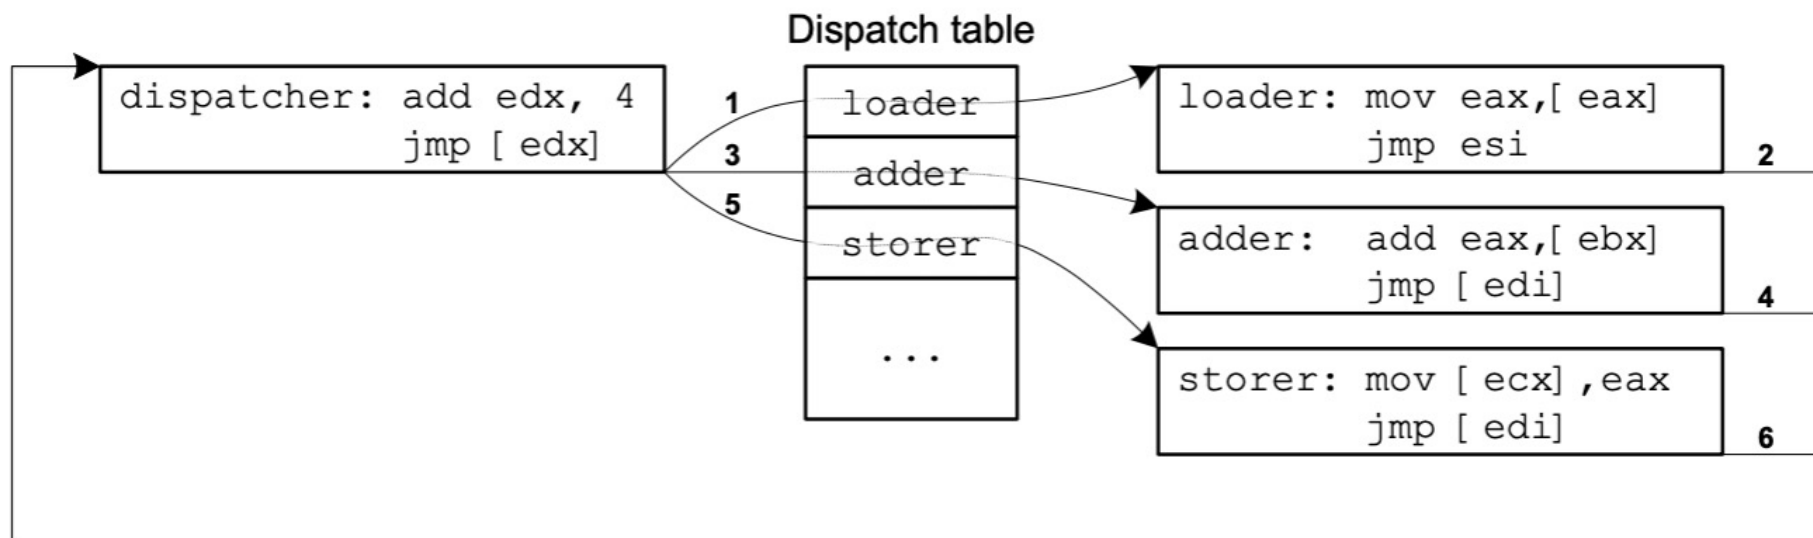 Dispatch table
dispatcher: add edx, 4
jmp [edx]
1
3
5
loader
adder
storer
...
loader: mov eax,[eax]
jmp esi
2
adder: add eax,[ebx]
jmp [edi]
4
storer: mov [ecx],eax
jmp [edi]
6